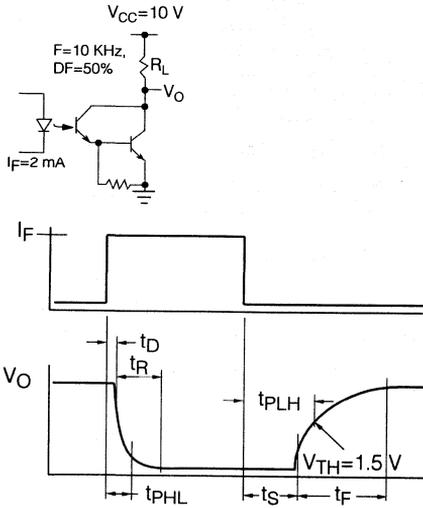 VCC=10 V
F=10 KHz,
DF=50%
RL
VO
IF=2 mA
IF
tD
tR
VO
tPLH
VTH=1.5 V
tPHL
tS
tF